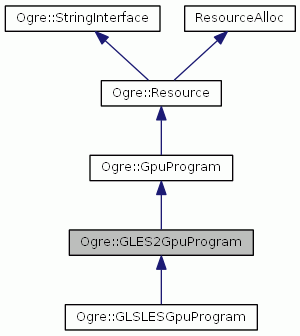 Ogre::StringInterface
ResourceAlloc
Ogre::Resource
Ogre::GpuProgram
Ogre::GLES2GpuProgram
Ogre::GLSLESGpuProgram